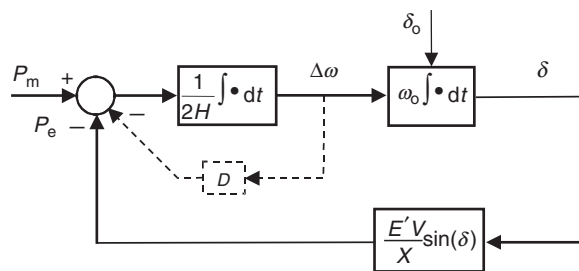 δₒ
Pₘ
+
1/2H ∫ • dt
Δω
ωₒ ∫ • dt
δ
Pₑ
−
−
D
E′V/X sin(δ)